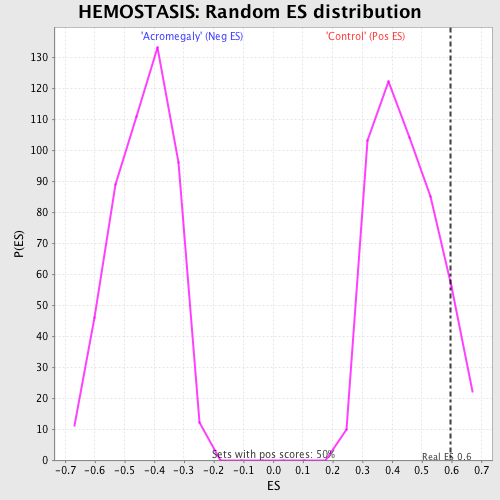 HEMOSTASIS: Random ES distribution
'Acromegaly' (Neg ES)
'Control' (Pos ES)
P(ES)
130
120
110
100
90
80
70
60
50
40
30
20
10
0
Sets with pos scores: 50%
Real ES 0.6
-0.7 -0.6 -0.5 -0.4 -0.3 -0.2 -0.1 0.0 0.1 0.2 0.3 0.4 0.5 0.6 0.7
ES